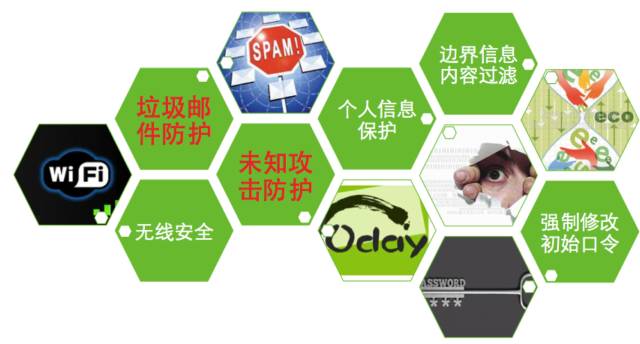 SPAM!
边界信息
内容过滤
垃圾邮
件防护
个人信息
保护
eco
Wi Fi
未知攻
击防护
无线安全
0day
强制修改
初始口令
PASSWORD
****